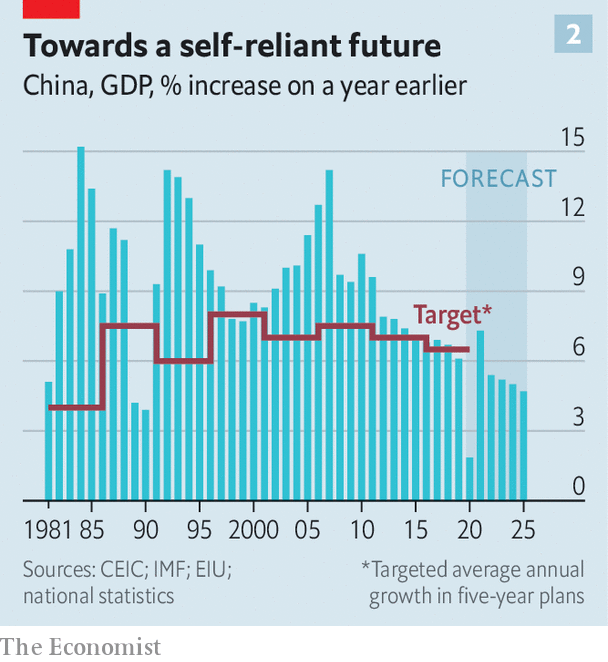 Towards a self-reliant future
2
China, GDP, % increase on a year earlier
15
FORECAST
12
9
Target*
6
3
0
1981 85 90 95 2000 05 10 15 20 25
Sources: CEIC; IMF; EIU;
national statistics
*Targeted average annual
growth in five-year plans
The Economist